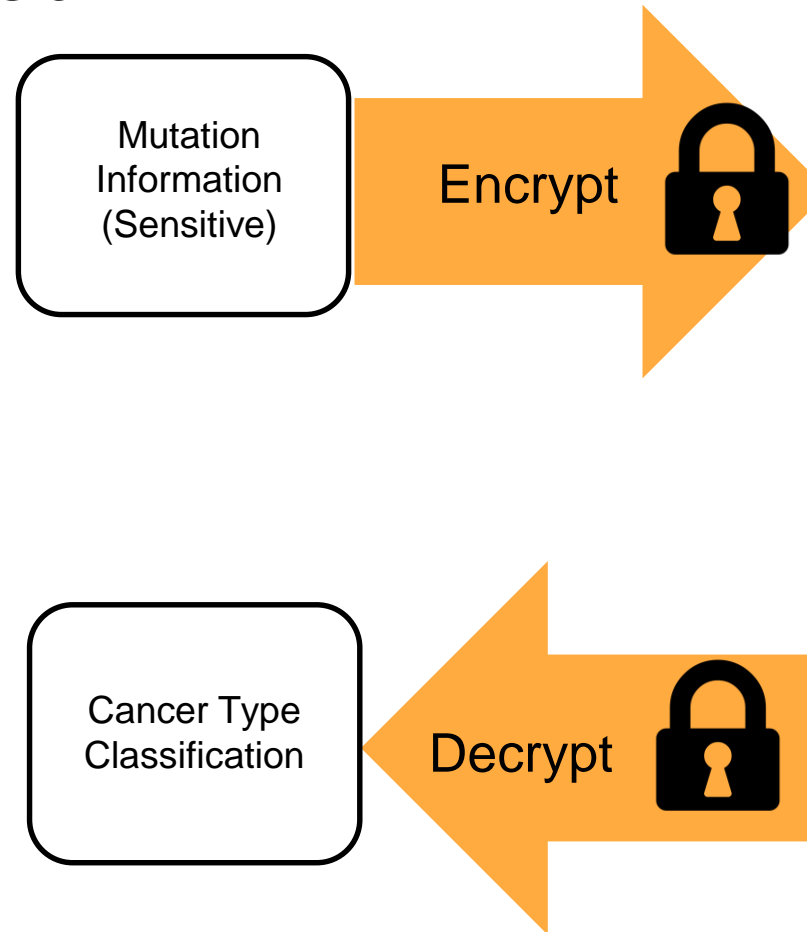 Mutation
Information
(Sensitive)
Encrypt
Cancer Type
Classification
Decrypt